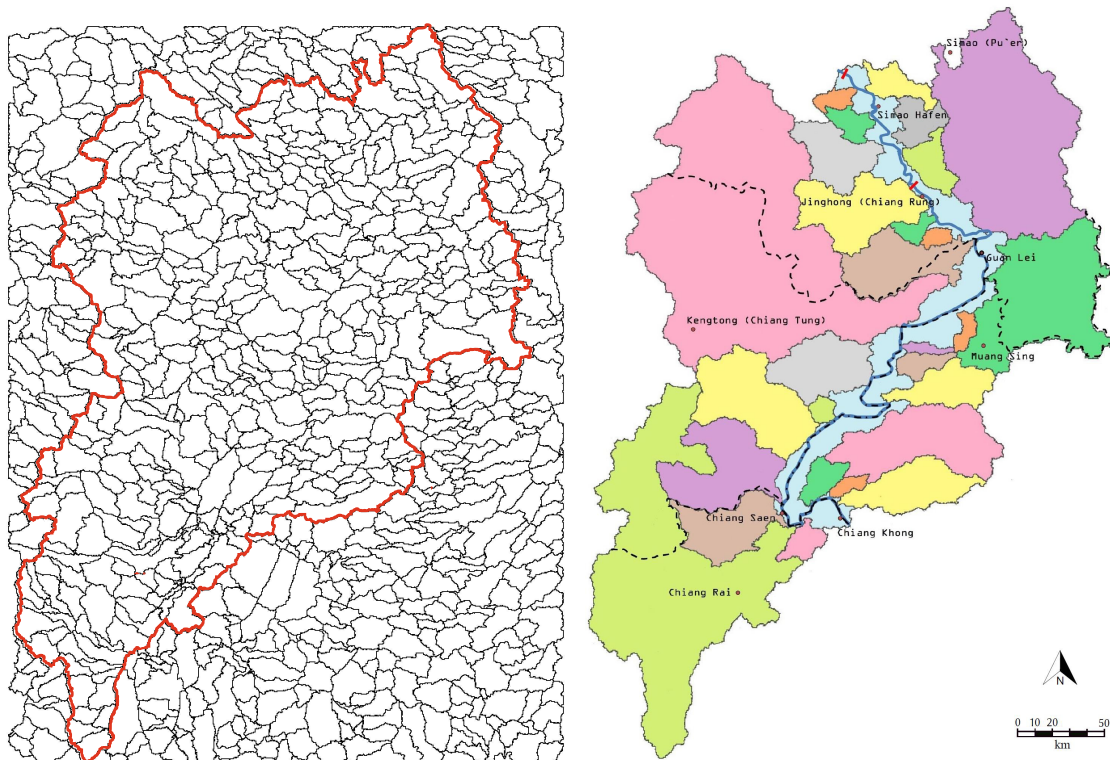 Simao (Pu'er)
Simao Hafen
Jinghong (Chiang Rung)
Guan Lei
Kengtong (Chiang Tung)
Muang Sing
Chiang Saen
Chiang Khong
Chiang Rai
N
0 10 20 50
km